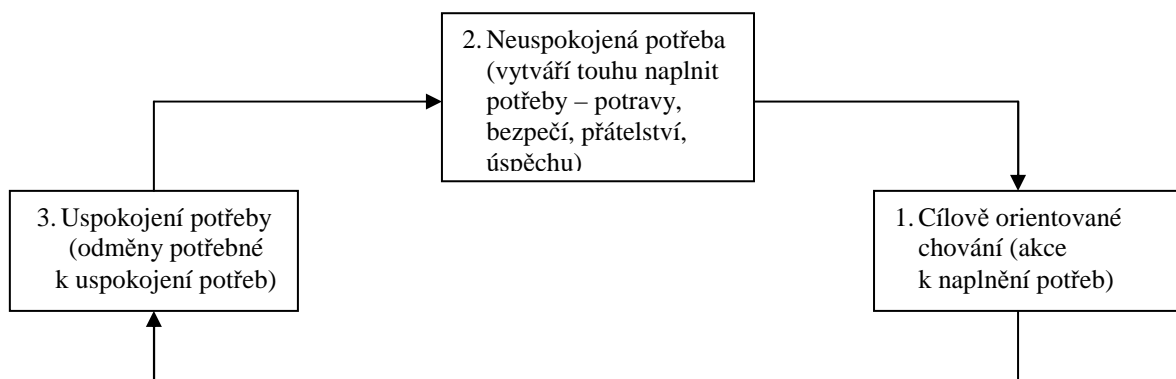 2. Neuspokojená potřeba
(vytváří touhu naplnit
potřeby – potravy,
bezpečí, přátelství,
úspěchu)
3. Uspokojení potřeby
(odměny potřebné
k uspokojení potřeb)
1. Cílově orientované
chování (akce
k naplnění potřeb)